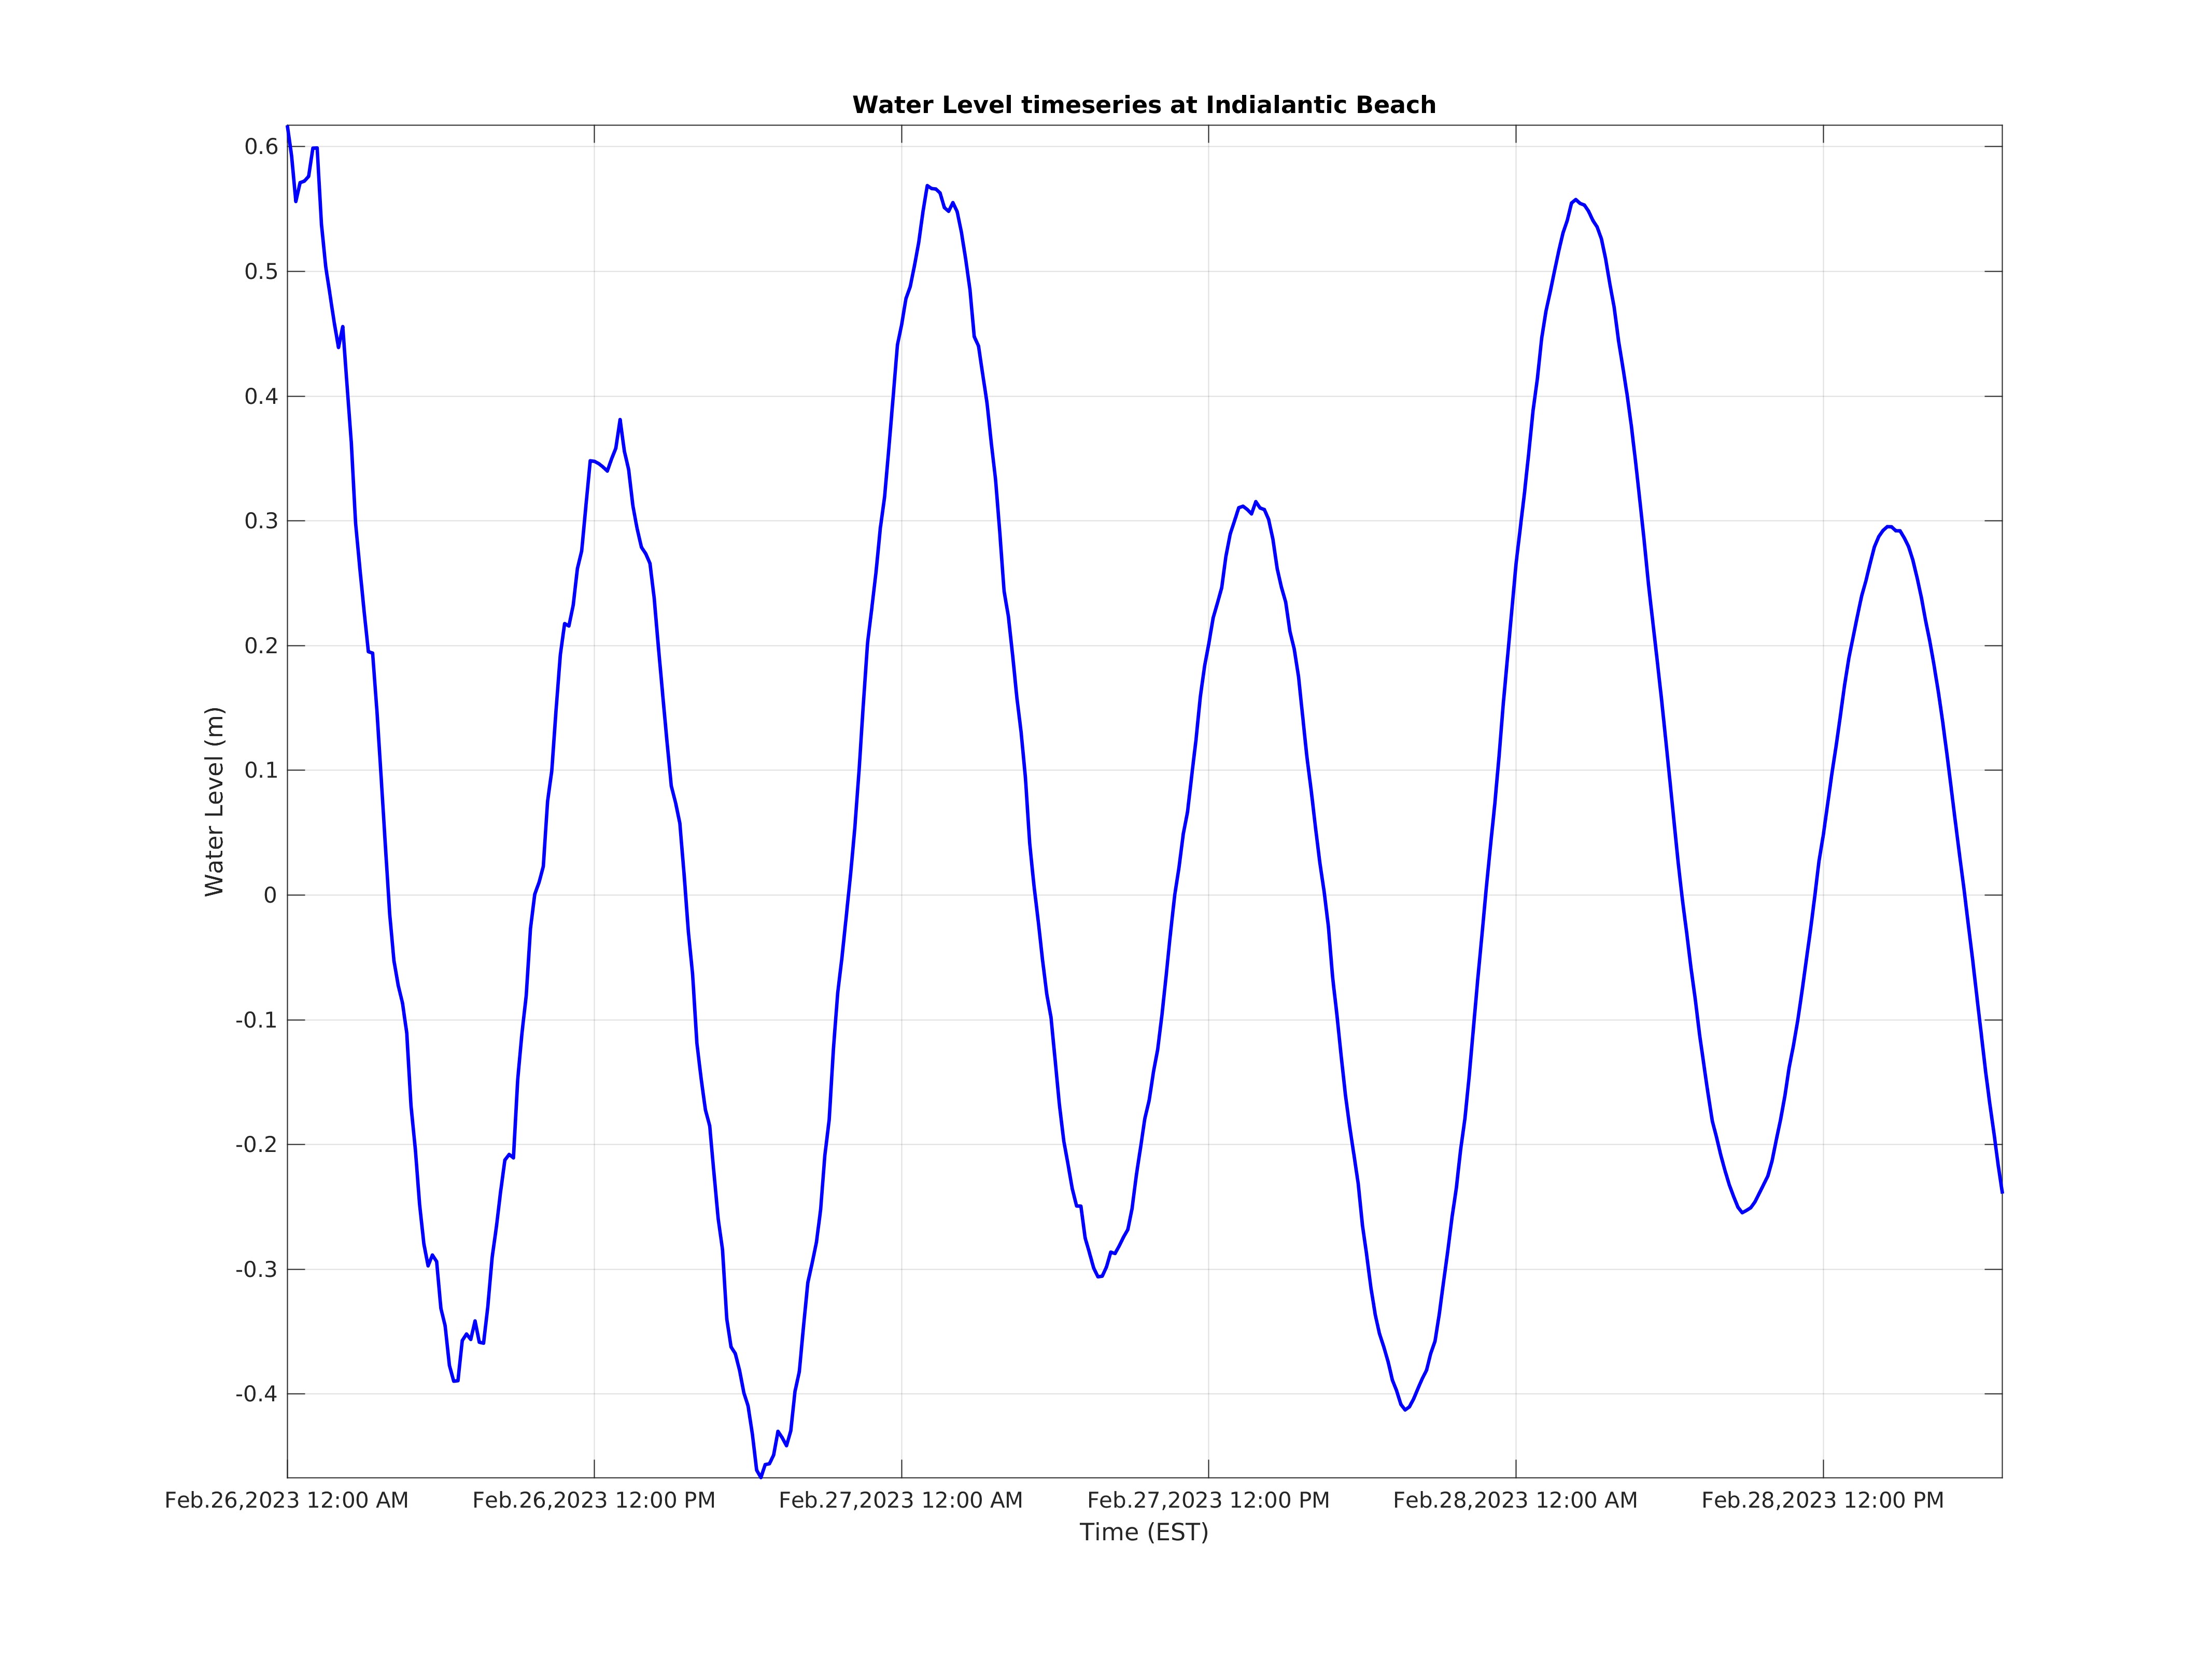 Water Level timeseries at Indialantic Beach
0.6
0.5
0.4
0.3
0.2
0.1
0
-0.1
-0.2
-0.3
-0.4
Water Level (m)
Feb.26,2023 12:00 AM
Feb.26,2023 12:00 PM
Feb.27,2023 12:00 AM
Feb.27,2023 12:00 PM
Feb.28,2023 12:00 AM
Feb.28,2023 12:00 PM
Time (EST)